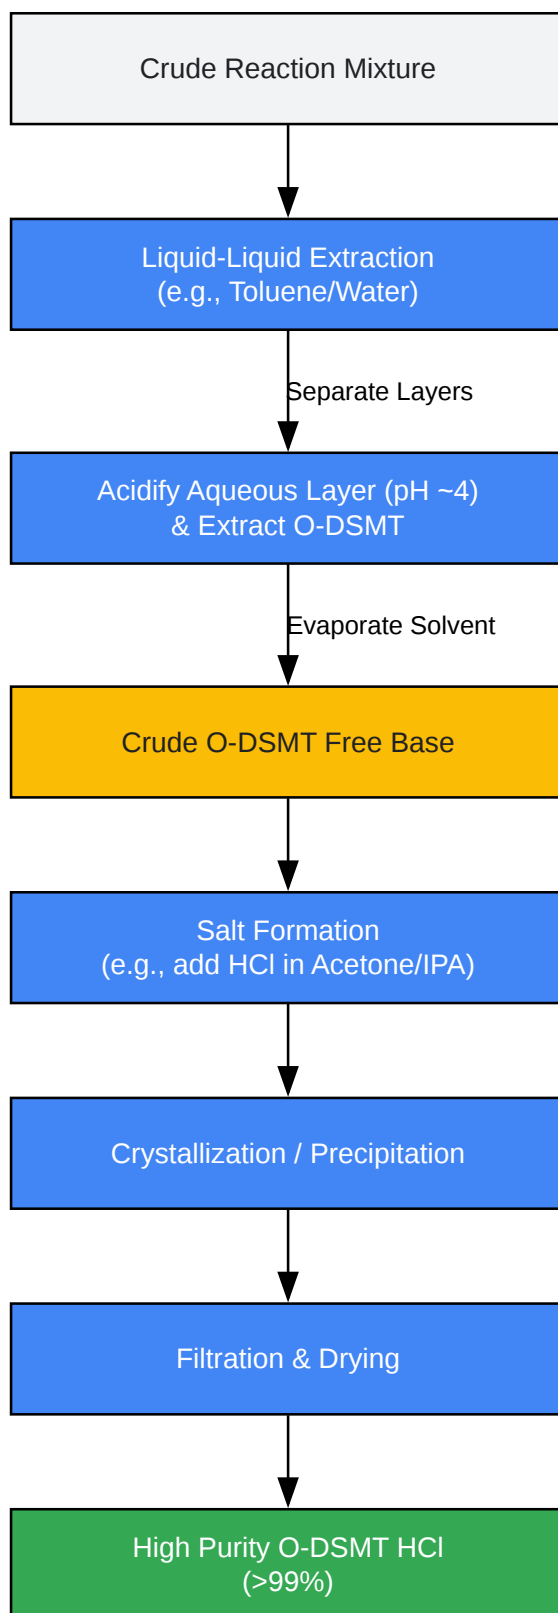 Crude Reaction Mixture
Liquid-Liquid Extraction
(e.g., Toluene/Water)
Separate Layers
Acidify Aqueous Layer (pH ~4)
& Extract O-DSMT
Evaporate Solvent
Crude O-DSMT Free Base
Salt Formation
(e.g., add HCl in Acetone/IPA)
Crystallization / Precipitation
Filtration & Drying
High Purity O-DSMT HCl
(>99%)